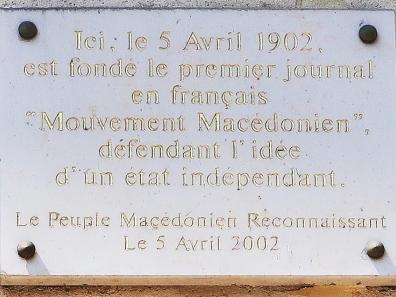 Ici, le 5 Avril 1902,
est fondé le premier journal
en français
"Mouvement Macédonien",
défendant l'idée
d'un état indépendant.
Le Peuple Macédonien Réconnaissant
Le 5 Avril 2002